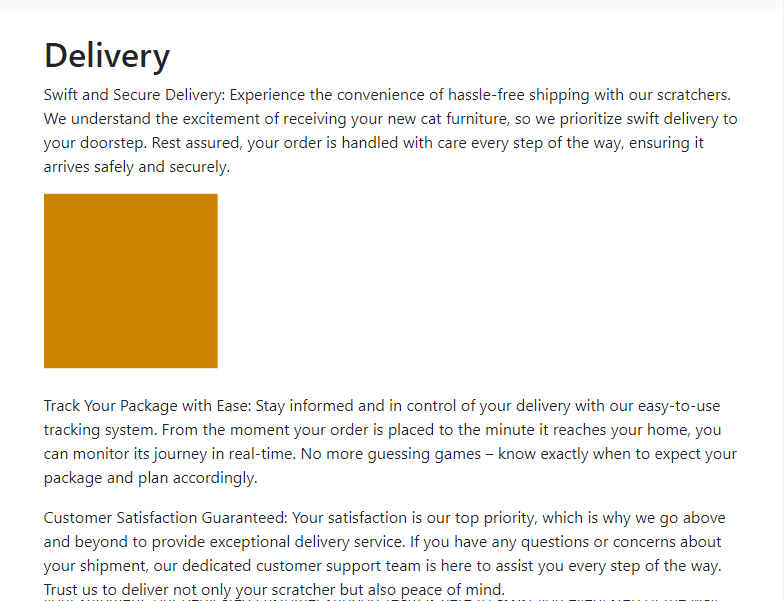 Delivery
Swift and Secure Delivery: Experience the convenience of hassle-free shipping with our scratchers.
We understand the excitement of receiving your new cat furniture, so we prioritize swift delivery to
your doorstep. Rest assured, your order is handled with care every step of the way, ensuring it
arrives safely and securely.
Track Your Package with Ease: Stay informed and in control of your delivery with our easy-to-use
tracking system. From the moment your order is placed to the minute it reaches your home, you
can monitor its journey in real-time. No more guessing games – know exactly when to expect your
package and plan accordingly.
Customer Satisfaction Guaranteed: Your satisfaction is our top priority, which is why we go above
and beyond to provide exceptional delivery service. If you have any questions or concerns about
your shipment, our dedicated customer support team is here to assist you every step of the way.
Trust us to deliver not only your scratcher but also peace of mind.